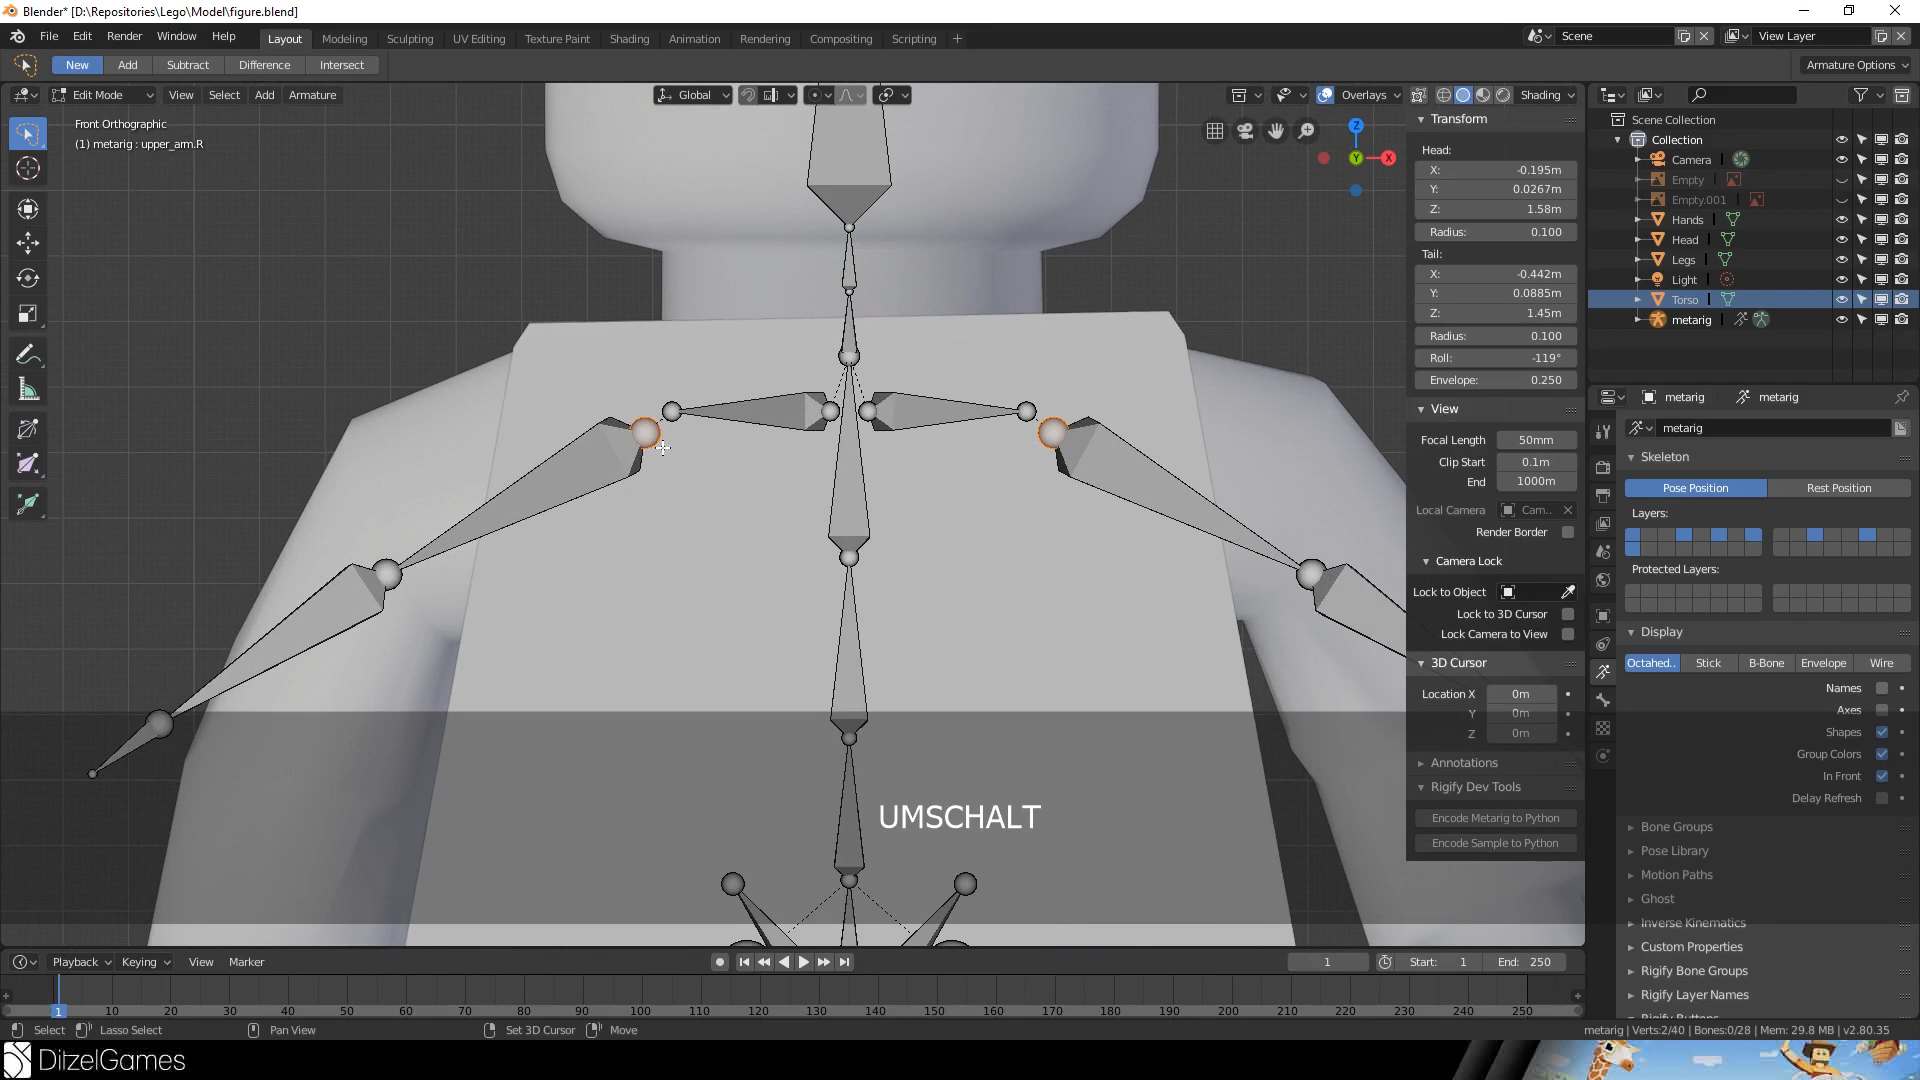 Blender* [D:\Repositories\Lego\Model\figure.blend]
File Edit Render Window Help Layout Modeling Sculpting UV Editing Texture Paint Shading Animation Rendering Compositing Scripting + Scene View Layer
New Add Subtract Difference Intersect Armature Options
Edit Mode View Select Add Armature Global Overlays Shading
Front Orthographic
(1) metarig : upper_arm.R
Z
Y
X
Transform
Head:
X: -0.195m
Y: 0.0267m
Z: 1.58m
Radius: 0.100
Tail:
X: -0.442m
Y: 0.0885m
Z: 1.45m
Radius: 0.100
Roll: -119°
Envelope: 0.250
View
Focal Length 50mm
Clip Start 0.1m
End 1000m
Local Camera Cam..
Render Border
Camera Lock
Lock to Object
Lock to 3D Cursor
Lock Camera to View
3D Cursor
Location X 0m
Y 0m
Z 0m
Annotations
Rigify Dev Tools
Encode Metarig to Python
Encode Sample to Python
Scene Collection
Collection
Camera
Empty
Empty.001
Hands
Head
Legs
Light
Torso
metarig
metarig metarig
metarig
Skeleton
Pose Position Rest Position
Layers:
Protected Layers:
Display
Octahed.. Stick B-Bone Envelope Wire
Names
Axes
Shapes
Group Colors
In Front
Delay Refresh
Bone Groups
Pose Library
Motion Paths
Ghost
Inverse Kinematics
Custom Properties
Rigify Bone Groups
Rigify Layer Names
Rigify Buttons
UMSCHALT
Playback Keying View Marker 1 Start: 1 End: 250
1 10 20 30 40 50 60 70 80 90 100 110 120 130 140 150 160 170 180 190 200 210 220 230 240 250
Select Lasso Select Pan View Set 3D Cursor Move metarig | Verts:2/40 | Bones:0/28 | Mem: 29.8 MB | v2.80.35
DitzelGames